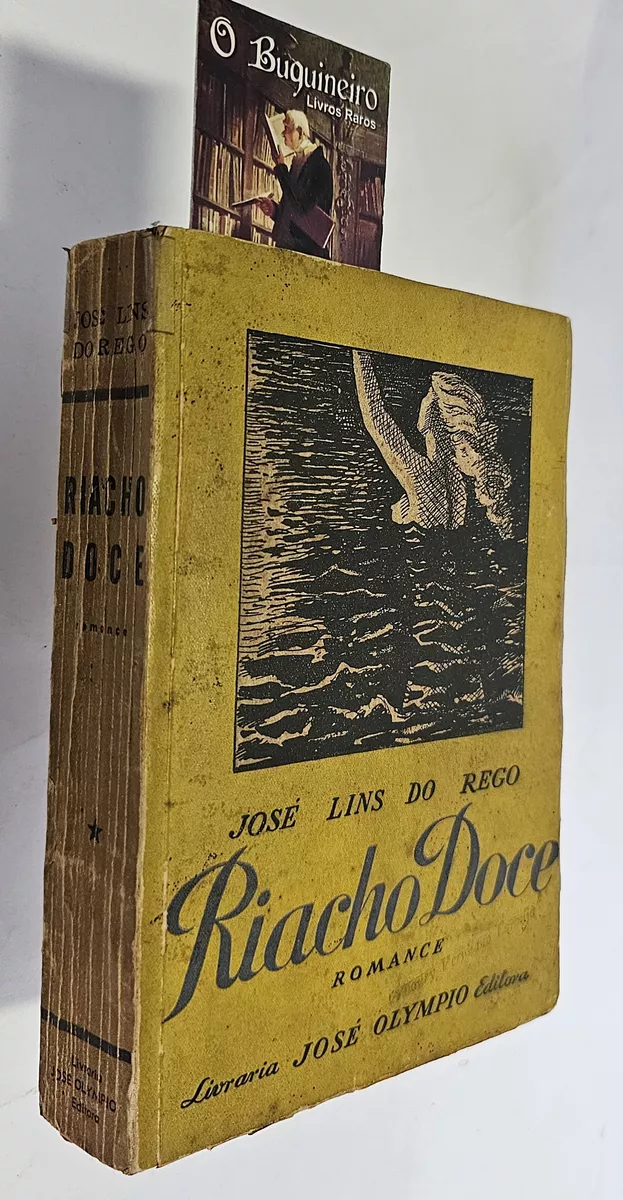 O Buquineiro
Livros Raros
JOSÉ LINS
DO REGO
RIACHO
DOCE
romance
Livraria
JOSÉ OLYMPIO
Editora
JOSÉ LINS DO REGO
Riacho Doce
ROMANCE
Livraria JOSÉ OLYMPIO Editora